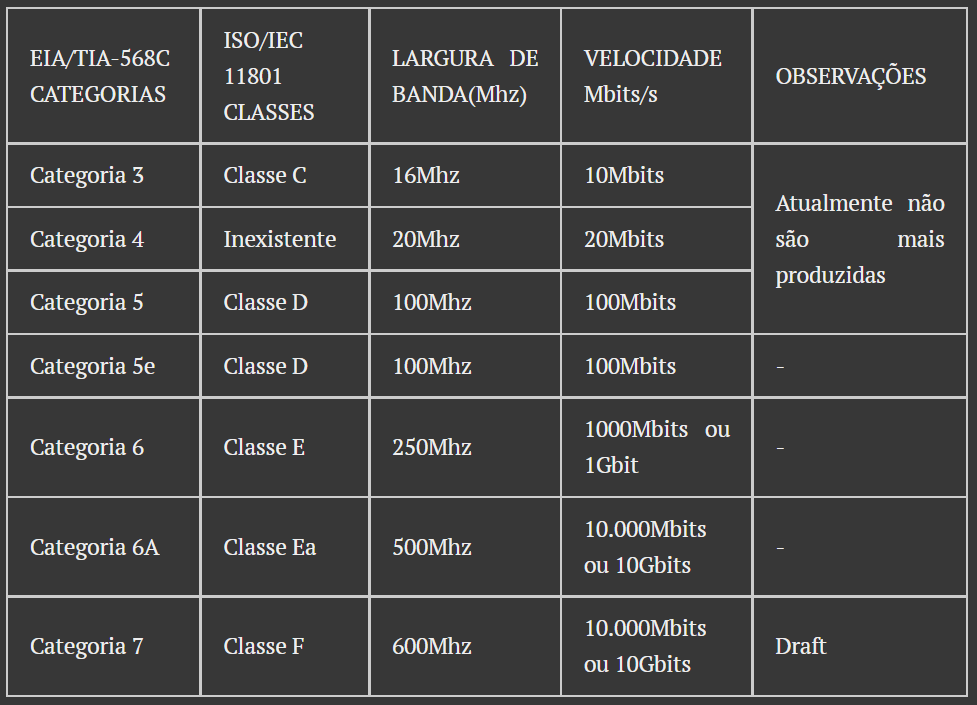 EIA/TIA-568C CATEGORIAS
ISO/IEC 11801 CLASSES
LARGURA DE BANDA(Mhz)
VELOCIDADE Mbits/s
OBSERVAÇÕES
Categoria 3
Classe C
16Mhz
10Mbits
Atualmente não são mais produzidas
Categoria 4
Inexistente
20Mhz
20Mbits
Categoria 5
Classe D
100Mhz
100Mbits
Categoria 5e
Classe D
100Mhz
100Mbits
-
Categoria 6
Classe E
250Mhz
1000Mbits ou 1Gbit
-
Categoria 6A
Classe Ea
500Mhz
10.000Mbits ou 10Gbits
-
Categoria 7
Classe F
600Mhz
10.000Mbits ou 10Gbits
Draft